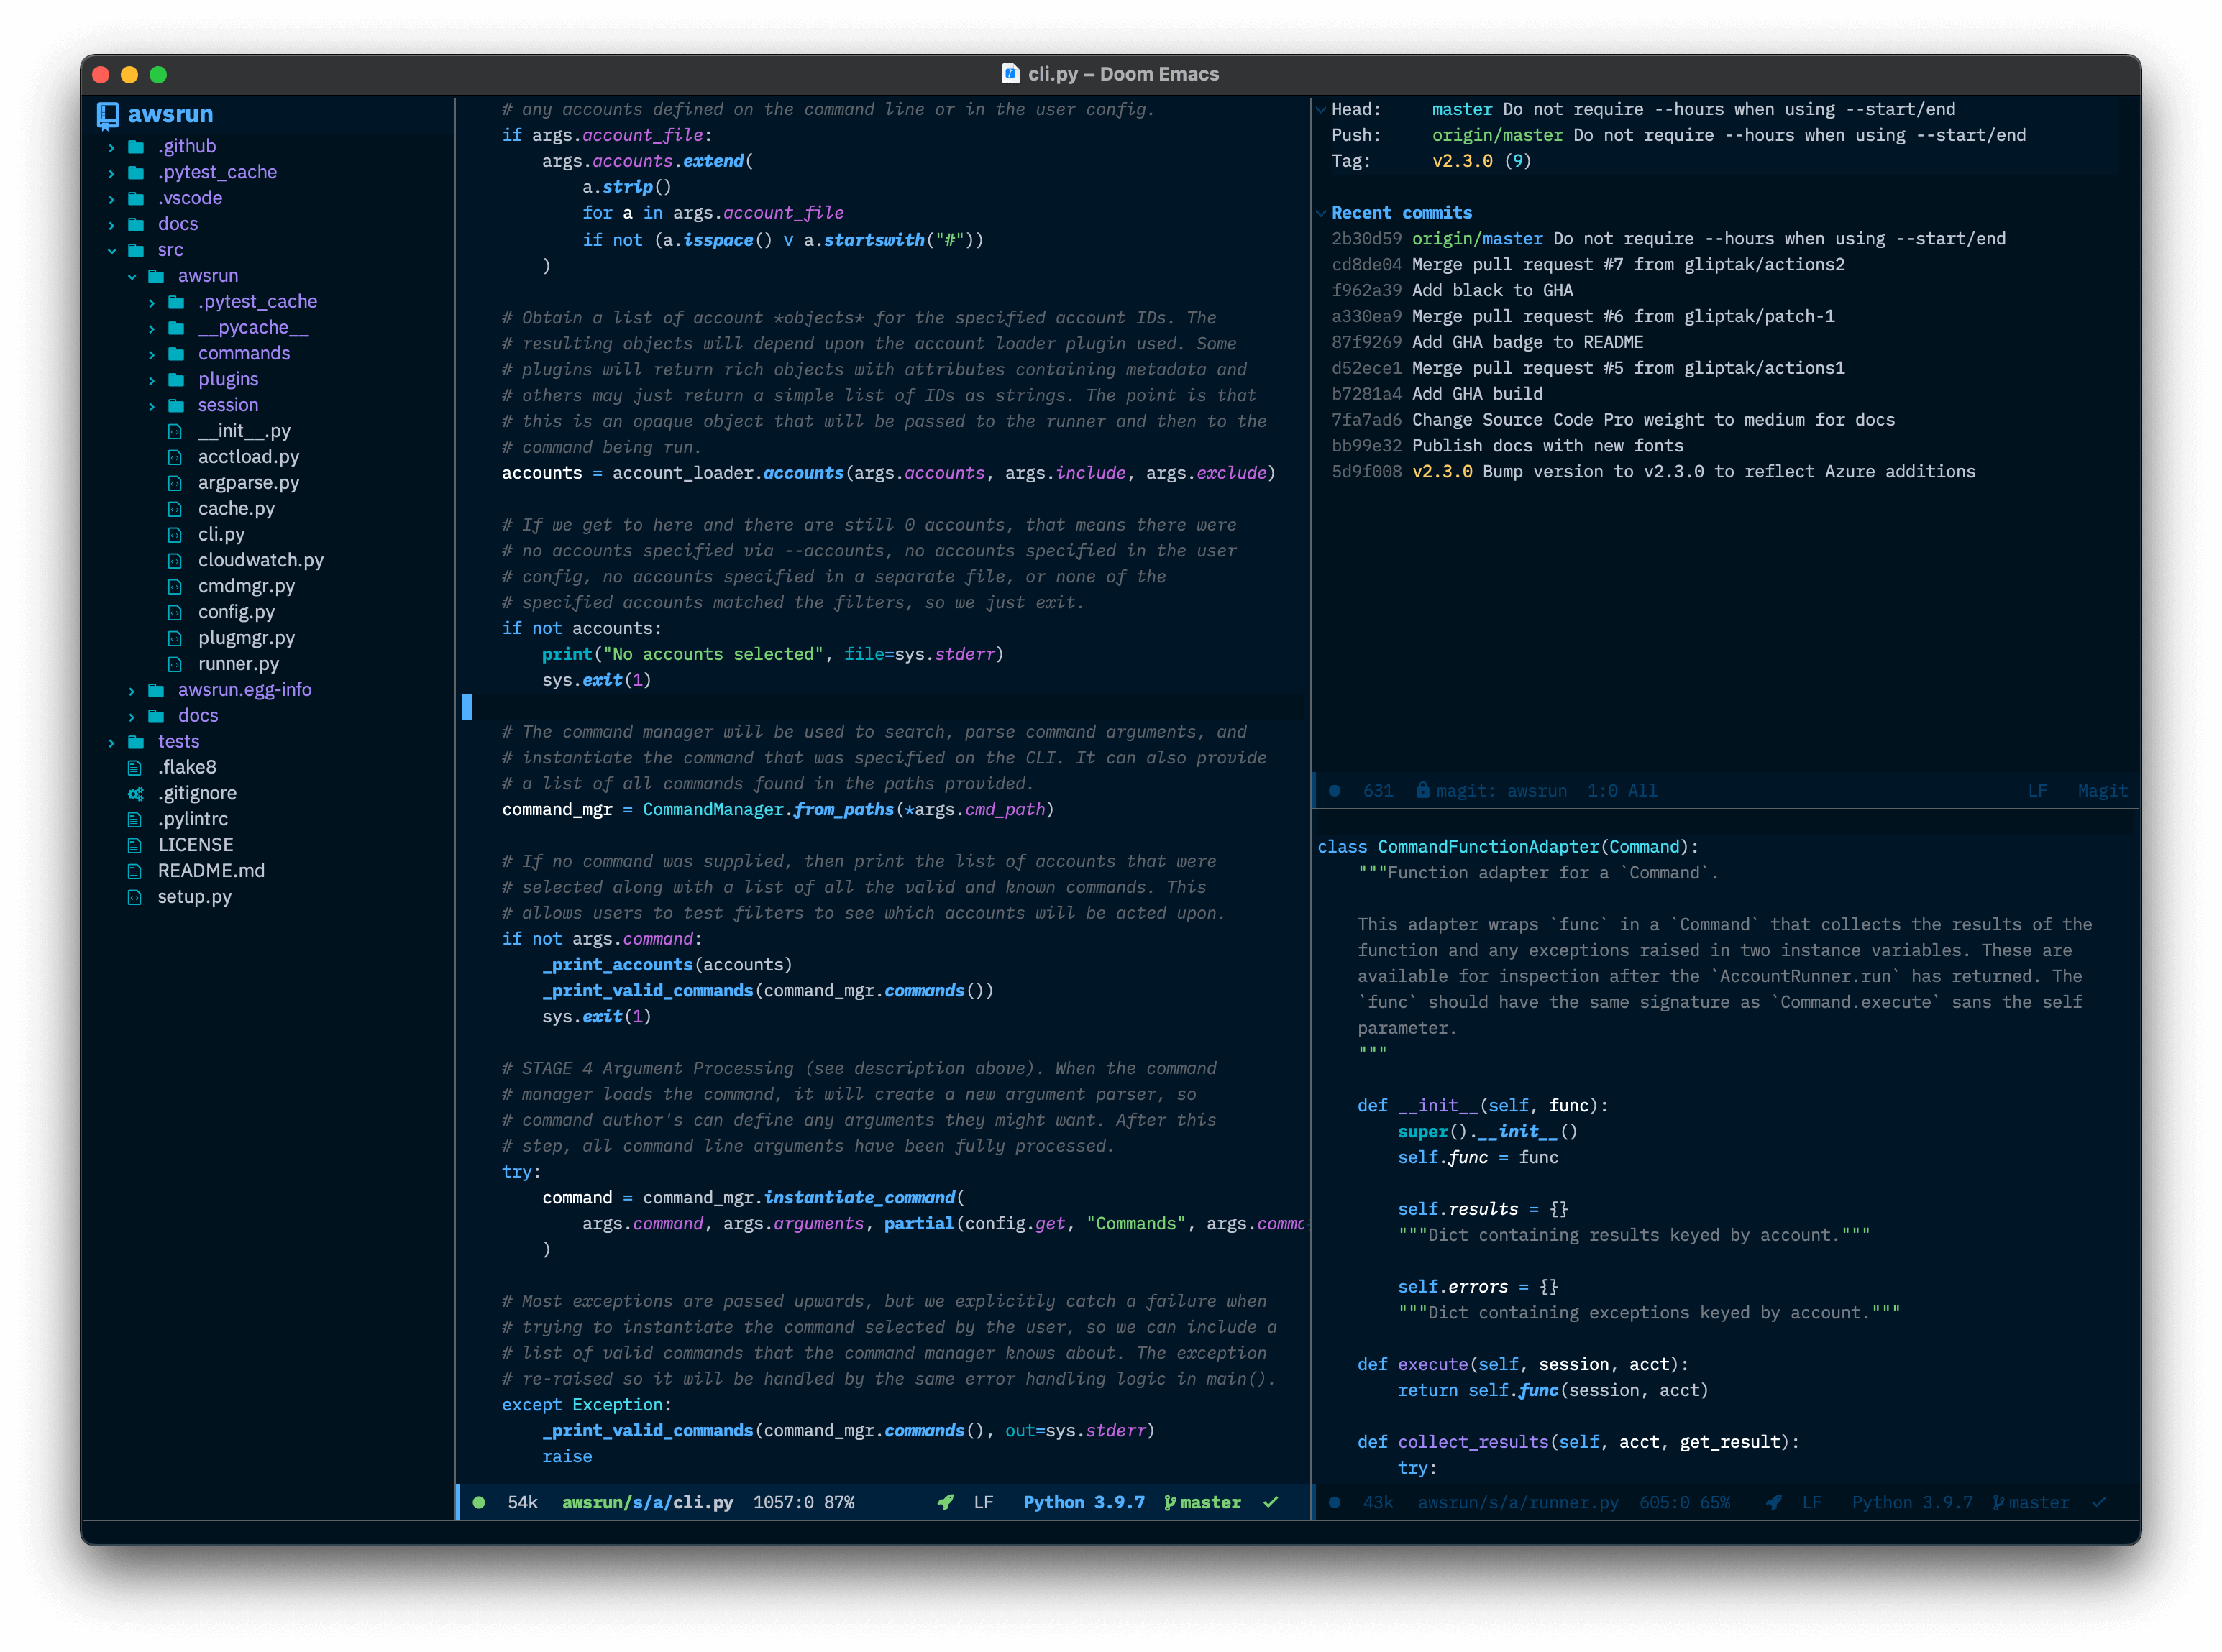 cli.py – Doom Emacs
awsrun
.github
.pytest_cache
.vscode
docs
src
awsrun
.pytest_cache
__pycache__
commands
plugins
session
__init__.py
acctload.py
argparse.py
cache.py
cli.py
cloudwatch.py
cmdmgr.py
config.py
plugmgr.py
runner.py
awsrun.egg-info
docs
tests
.flake8
.gitignore
.pylintrc
LICENSE
README.md
setup.py
# any accounts defined on the command line or in the user config.
if args.account_file:
    args.accounts.extend(
        a.strip()
        for a in args.account_file
        if not (a.isspace() ∨ a.startswith("#"))
    )
# Obtain a list of account *objects* for the specified account IDs. The
# resulting objects will depend upon the account loader plugin used. Some
# plugins will return rich objects with attributes containing metadata and
# others may just return a simple list of IDs as strings. The point is that
# this is an opaque object that will be passed to the runner and then to the
# command being run.
accounts = account_loader.accounts(args.accounts, args.include, args.exclude)
# If we get to here and there are still 0 accounts, that means there were
# no accounts specified via --accounts, no accounts specified in the user
# config, no accounts specified in a separate file, or none of the
# specified accounts matched the filters, so we just exit.
if not accounts:
    print("No accounts selected", file=sys.stderr)
    sys.exit(1)
# The command manager will be used to search, parse command arguments, and
# instantiate the command that was specified on the CLI. It can also provide
# a list of all commands found in the paths provided.
command_mgr = CommandManager.from_paths(*args.cmd_path)
# If no command was supplied, then print the list of accounts that were
# selected along with a list of all the valid and known commands. This
# allows users to test filters to see which accounts will be acted upon.
if not args.command:
    _print_accounts(accounts)
    _print_valid_commands(command_mgr.commands())
    sys.exit(1)
# STAGE 4 Argument Processing (see description above). When the command
# manager loads the command, it will create a new argument parser, so
# command author's can define any arguments they might want. After this
# step, all command line arguments have been fully processed.
try:
    command = command_mgr.instantiate_command(
        args.command, args.arguments, partial(config.get, "Commands", args.comma
    )
# Most exceptions are passed upwards, but we explicitly catch a failure when
# trying to instantiate the command selected by the user, so we can include a
# list of valid commands that the command manager knows about. The exception
# re-raised so it will be handled by the same error handling logic in main().
except Exception:
    _print_valid_commands(command_mgr.commands(), out=sys.stderr)
    raise
54k awsrun/s/a/cli.py 1057:0 87% LF Python 3.9.7 master
Head: master Do not require --hours when using --start/end
Push: origin/master Do not require --hours when using --start/end
Tag: v2.3.0 (9)
Recent commits
2b30d59 origin/master Do not require --hours when using --start/end
cd8de04 Merge pull request #7 from gliptak/actions2
f962a39 Add black to GHA
a330ea9 Merge pull request #6 from gliptak/patch-1
87f9269 Add GHA badge to README
d52ece1 Merge pull request #5 from gliptak/actions1
b7281a4 Add GHA build
7fa7ad6 Change Source Code Pro weight to medium for docs
bb99e32 Publish docs with new fonts
5d9f008 v2.3.0 Bump version to v2.3.0 to reflect Azure additions
631 magit: awsrun 1:0 All LF Magit
class CommandFunctionAdapter(Command):
    """Function adapter for a `Command`.
    This adapter wraps `func` in a `Command` that collects the results of the
    function and any exceptions raised in two instance variables. These are
    available for inspection after the `AccountRunner.run` has returned. The
    `func` should have the same signature as `Command.execute` sans the self
    parameter.
    """
    def __init__(self, func):
        super().__init__()
        self.func = func
        self.results = {}
        """Dict containing results keyed by account."""
        self.errors = {}
        """Dict containing exceptions keyed by account."""
    def execute(self, session, acct):
        return self.func(session, acct)
    def collect_results(self, acct, get_result):
        try:
43k awsrun/s/a/runner.py 605:0 65% LF Python 3.9.7 master